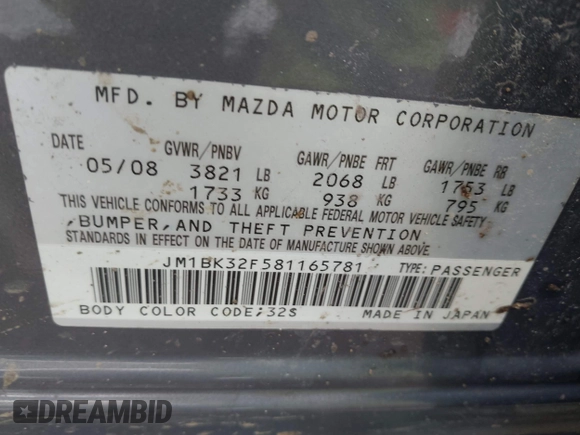 MFD. BY MAZDA MOTOR CORPORATION
DATE GVWR/PNBV GAWR/PNBE FRT GAWR/PNBE RR
05/08 3821 LB 2068 LB 1753 LB
1733 KG 938 KG 795 KG
THIS VEHICLE CONFORMS TO ALL APPLICABLE FEDERAL MOTOR VEHICLE SAFETY,
BUMPER, AND THEFT PREVENTION
STANDARDS IN EFFECT ON THE DATE OF MANUFACTURE SHOWN ABOVE.
JM1BK32F581165781 TYPE: PASSENGER
BODY COLOR CODE: 32S MADE IN JAPAN
DREAMBID